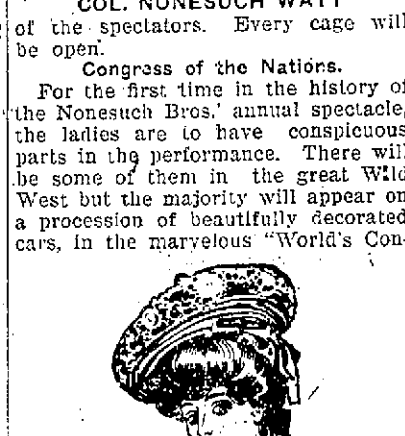 COL. NONESUCH WATT
of the spectators. Every cage will
be open.
Congress of the Nations.
For the first time in the history of
the Nonesuch Bros.' annual spectacle,
the ladies are to have conspicuous
parts in the performance. There will
be some of them in the great Wild
West but the majority will appear on
a procession of beautifully decorated
cars, in the marvelous "World's Con-